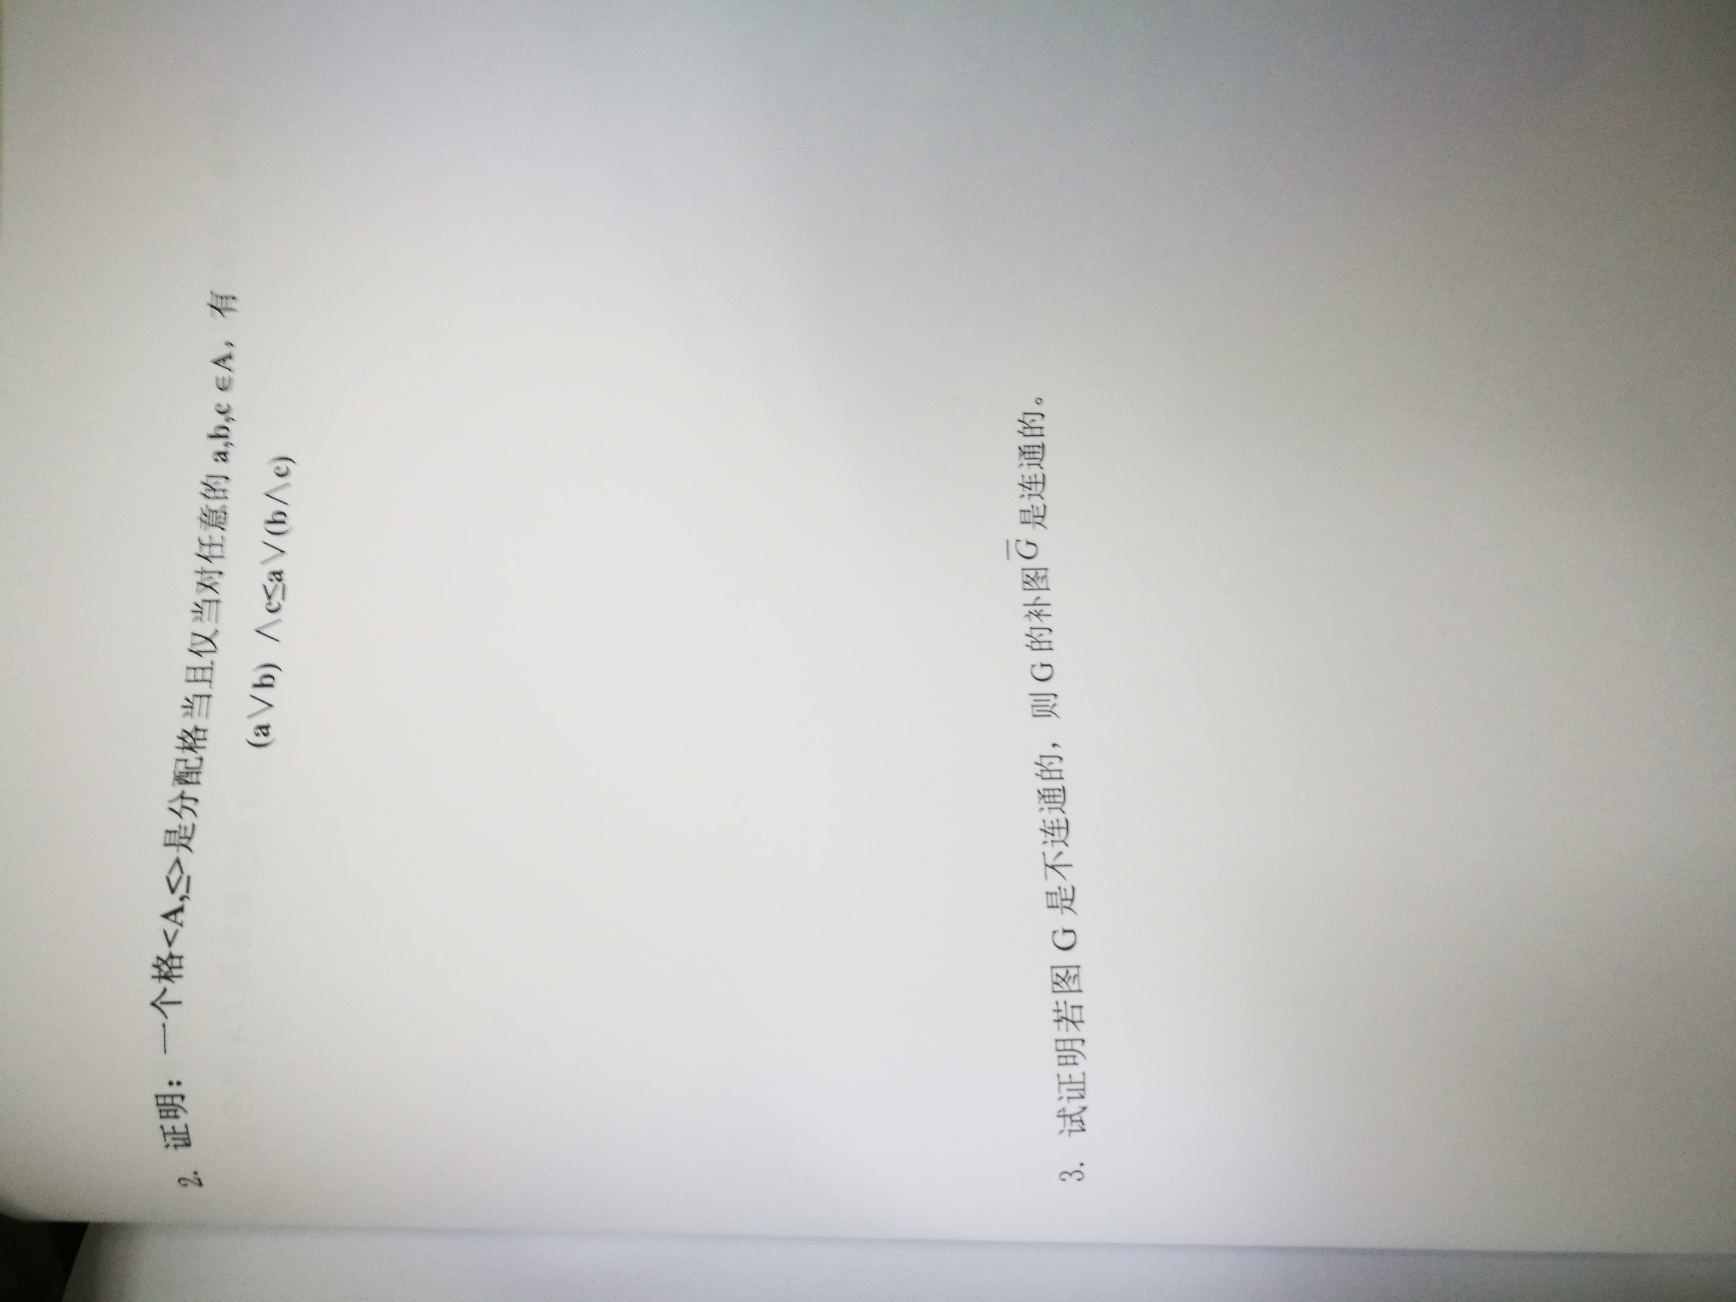 2. 证明：一个格<A,≤>是分配格当且仅当对任意的 a,b,c ∈A，有
(a∨b) ∧c≤a∨(b∧c)
3. 试证明若图 G 是不连通的，则 G 的补图 G̅ 是连通的。